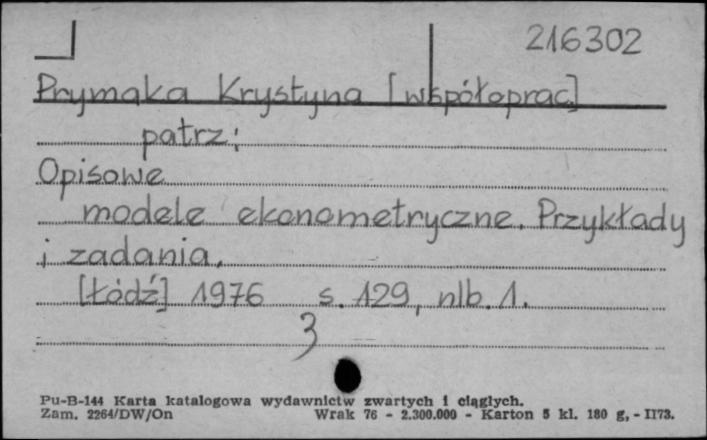 216302
Prymaka Krystyna [współoprac]
patrz:
Opisowe
modele ekonometryczne. Przykłady
i zadania.
[Łódź] 1976 s. 129, nlb. 1.
3
Pu-B-144 Karta katalogowa wydawnictw zwartych i ciągłych.
Zam. 2264/DW/On Wrak 76 - 2.300.000 - Karton 5 kl. 180 g, - II73.